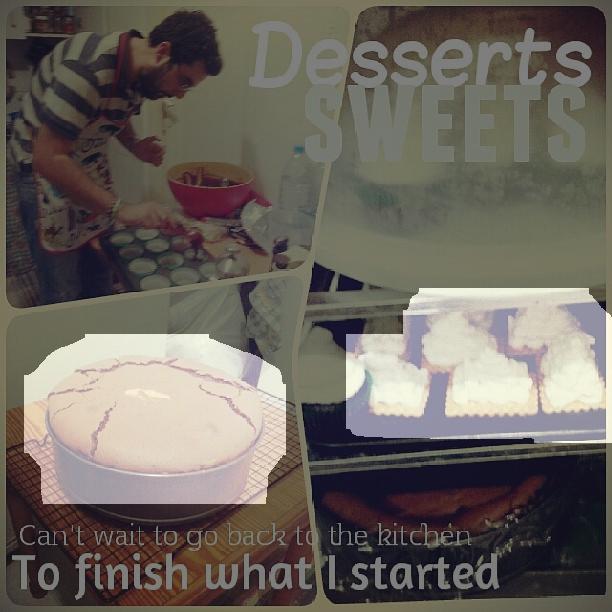 Desserts
SWEETS
Can't wait to go back to the kitchen
To finish what I started